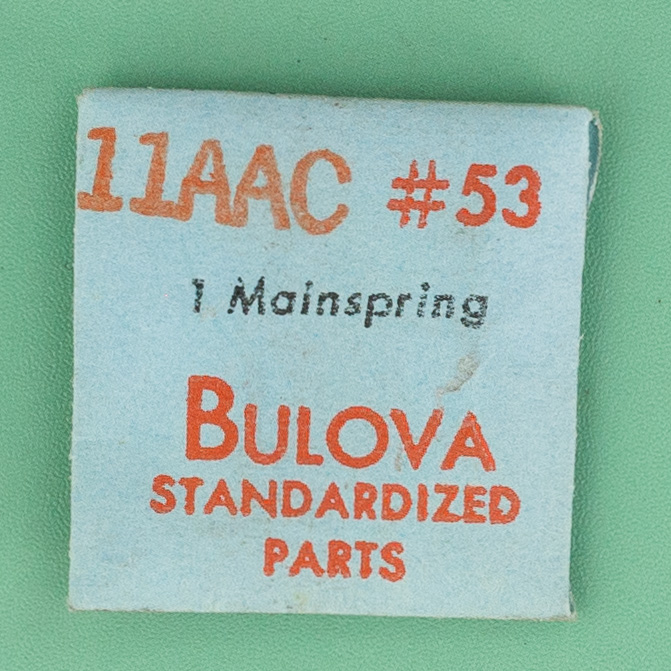 11AAC #53
1 Mainspring
BULOVA
STANDARDIZED
PARTS